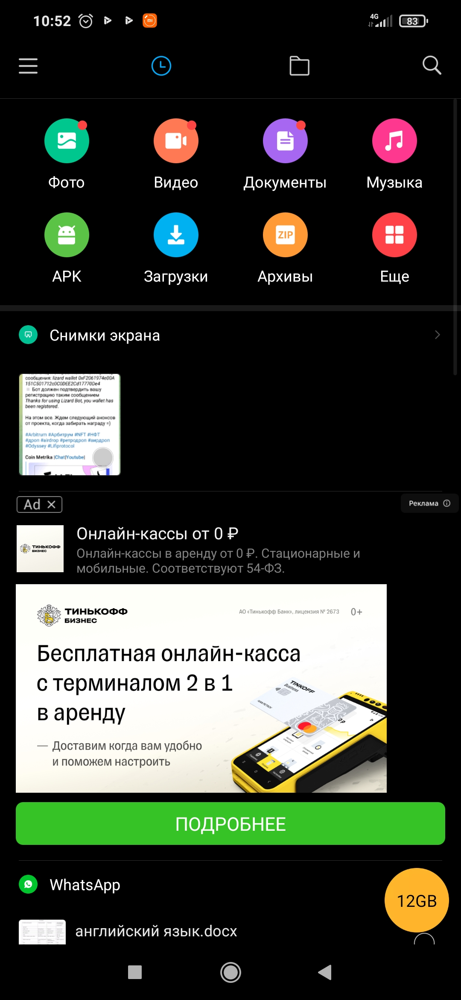 10:52
4G
83
Фото
Видео
Документы
Музыка
APK
Загрузки
ZIP
Архивы
Еще
Снимки экрана
сообщения: lizard wallet 0xF2061974e00A
151C501712c0C0DEE2Cd17770De4
Бот должен подтвердить вашу
регистрацию таким сообщением
Thanks for using Lizard Bot, you wallet has
been registered.
На этом все. Ждем следующий анонсов
от проекта, когда забирать награду =)
#Arbitrum #Арбитрум #NFT #НФТ
#дроп #airdrop #ретродроп #аирдроп
#Odyssey #Lifiprotocol
Coin Metrika |Chat|Youtube|
Ad
Реклама
ТИНЬКОФФ
БИЗНЕС
Онлайн-кассы от 0 ₽
Онлайн-кассы в аренду от 0 ₽. Стационарные и
мобильные. Соответствуют 54-ФЗ.
ТИНЬКОФФ
БИЗНЕС
АО «Тинькофф Банк», лицензия № 2673
0+
Бесплатная онлайн-касса
с терминалом 2 в 1
в аренду
TINKOFF
Business
IVAN PETROV
— Доставим когда вам удобно
и поможем настроить
ПОДРОБНЕЕ
WhatsApp
12GB
английский язык.docx